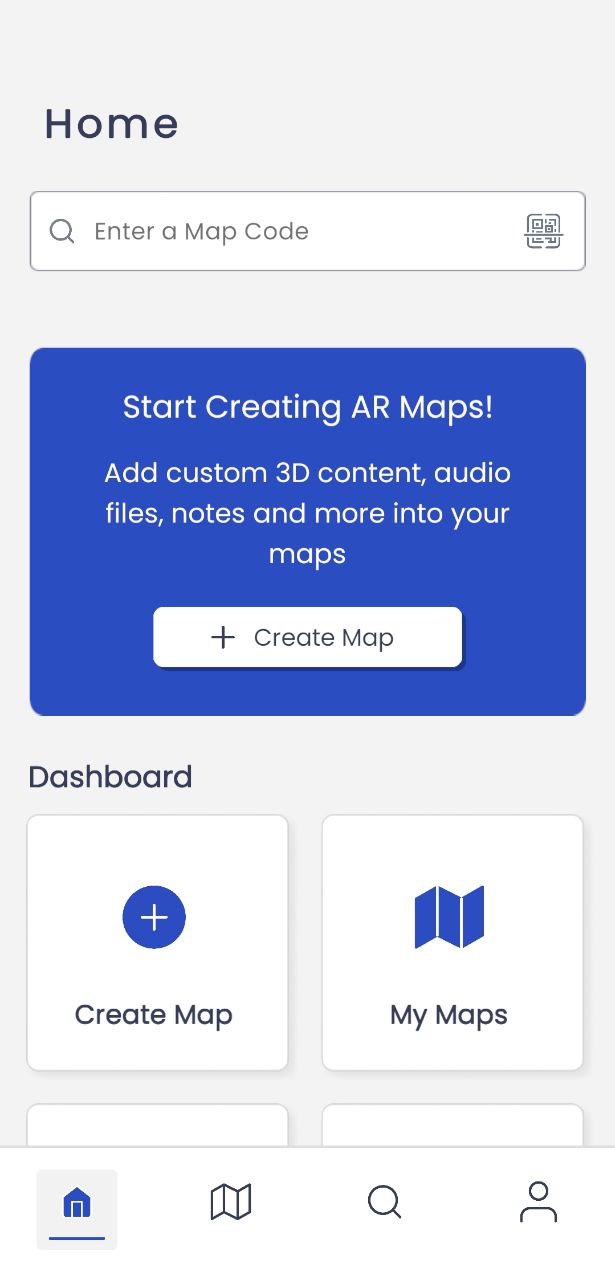 Home
Enter a Map Code
Start Creating AR Maps!
Add custom 3D content, audio
files, notes and more into your
maps
Create Map
Dashboard
Create Map
My Maps